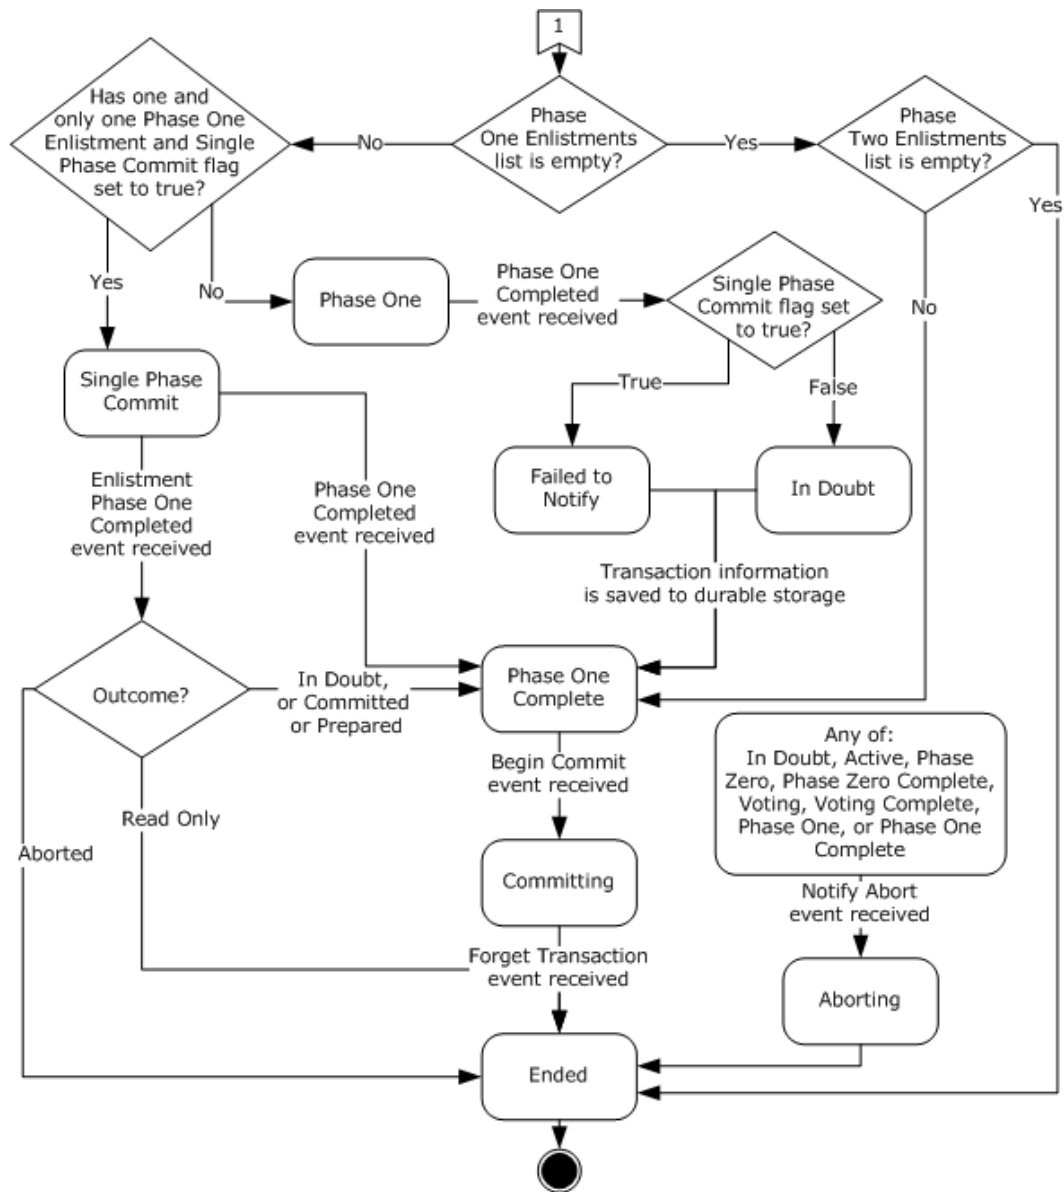 1
Has one and
only one Phase One
Enlistment and Single
Phase Commit flag
set to true?
No
Phase
One Enlistments
list is empty?
Yes
Phase
Two Enlistments
list is empty?
Yes
Yes
No
Phase One
Phase One
Completed
event received
Single Phase
Commit flag set
to true?
No
True
False
Single Phase
Commit
Failed to
Notify
In Doubt
Enlistment
Phase One
Completed
event received
Phase One
Completed
event received
Transaction information
is saved to durable storage
Outcome?
In Doubt,
or Committed
or Prepared
Phase One
Complete
Any of:
In Doubt, Active, Phase
Zero, Phase Zero Complete,
Voting, Voting Complete,
Phase One, or Phase One
Complete
Begin Commit
event received
Read Only
Aborted
Committing
Notify Abort
event received
Forget Transaction
event received
Aborting
Ended